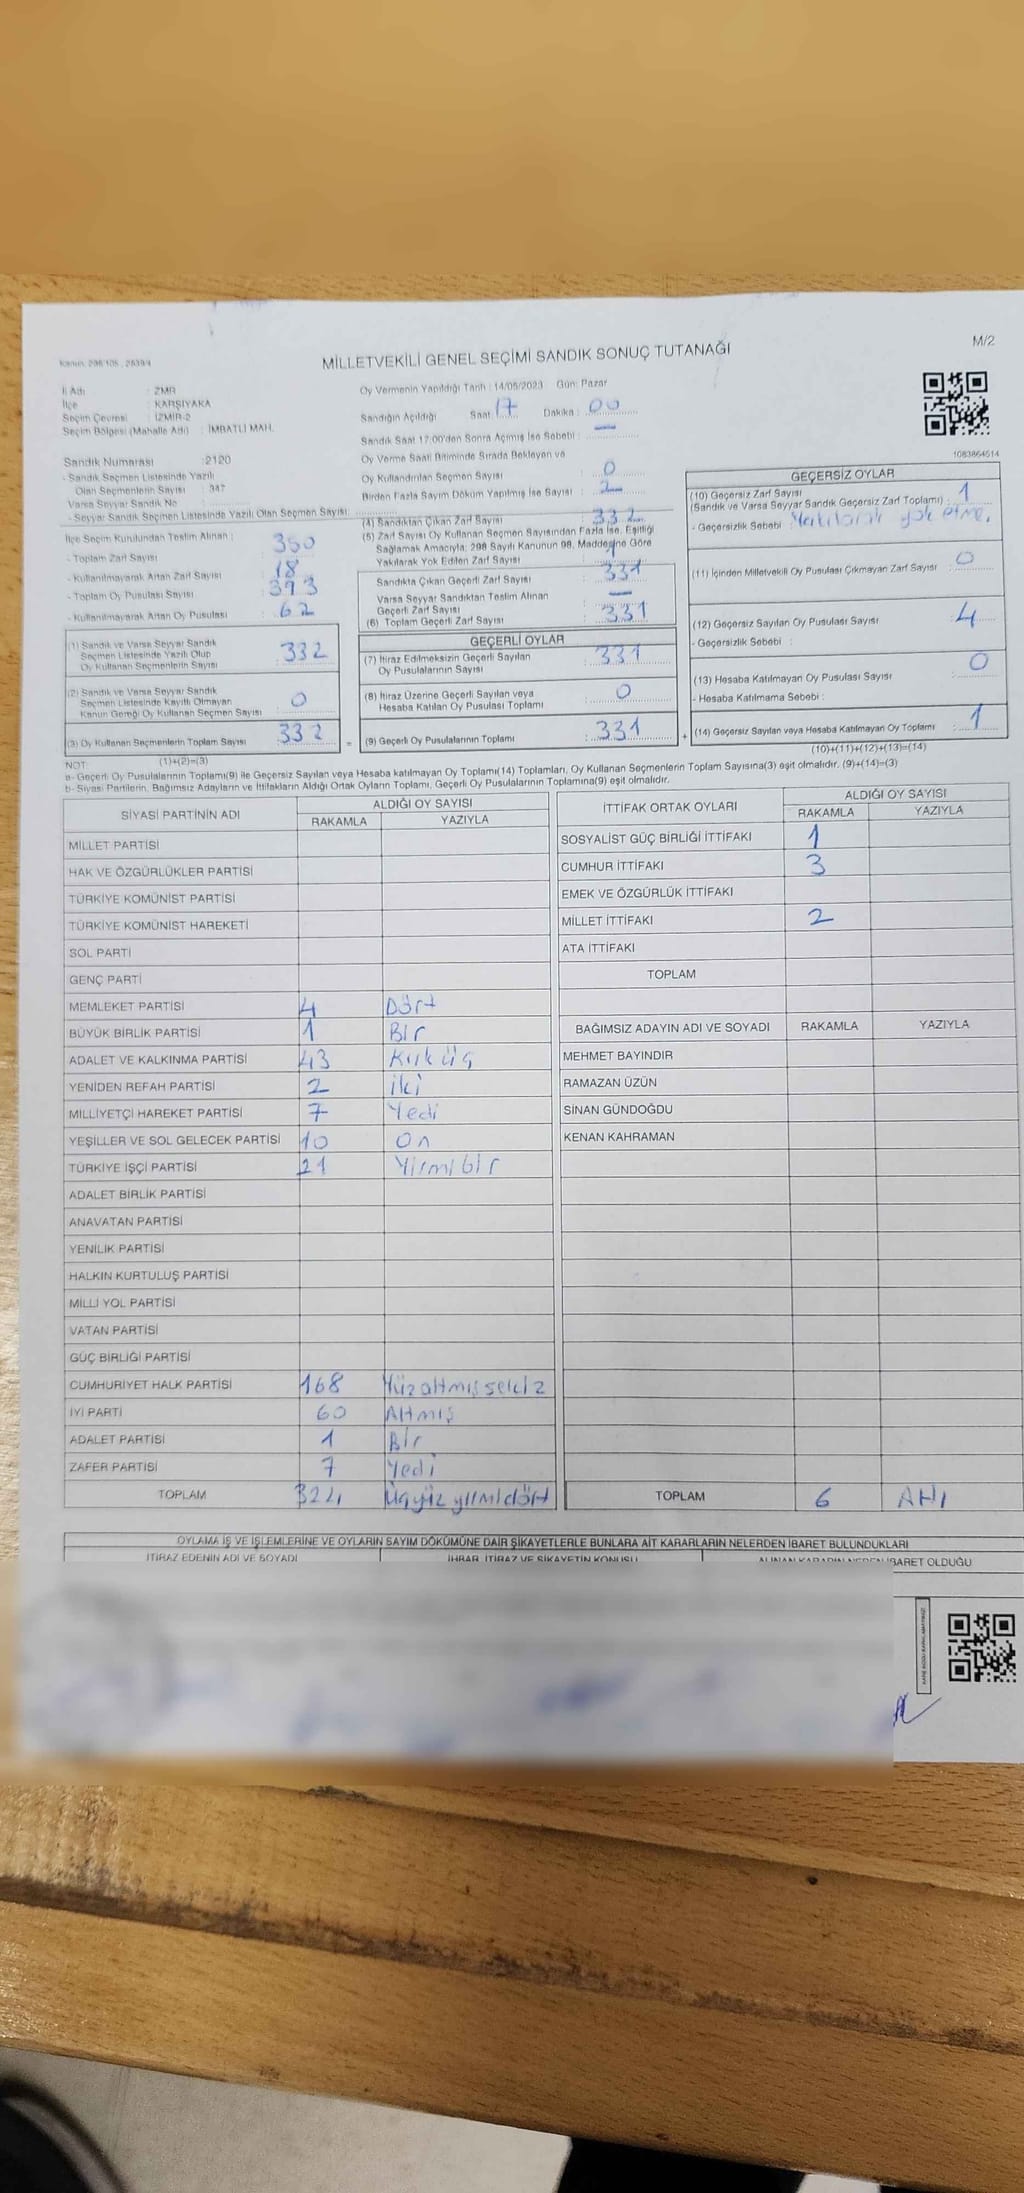 MİLLETVEKİLİ GENEL SEÇİMİ SANDIK SONUÇ TUTANAĞI
M/2
İl Adı : ZMR
İlçe : KARŞIYAKA
Seçim Çevresi : İZMİR-2
Seçim Bölgesi (Mahalle Adı) : İMBATLI MAH.
Sandık Numarası :2120
- Sandık Seçmen Listesinde Yazılı
Olan Seçmenlerin Sayısı : 347
Varsa Seyyar Sandık No
- Seyyar Sandık Seçmen Listesinde Yazılı Olan Seçmen Sayısı:
İlçe Seçim Kurulundan Teslim Alınan :
- Toplam Zarf Sayısı 350
- Kullanılmayarak Artan Zarf Sayısı 18
- Toplam Oy Pusulası Sayısı : 393
- Kullanılmayarak Artan Oy Pusulası : 62
(1) Sandık ve Varsa Seyyar Sandık
Seçmen Listesinde Yazılı Olup
Oy Kullanan Seçmenlerin Sayısı 332
(2) Sandık ve Varsa Seyyar Sandık
Seçmen Listesinde Kayıtlı Olmayan
Kanun Gereği Oy Kullanan Seçmen Sayısı 0
(3) Oy Kullanan Seçmenlerin Toplam Sayısı 332
(1)+(2)=(3)
Oy Vermenin Yapıldığı Tarih : 14/05/2023 Gün: Pazar
Sandığın Açıldığı Saat : 17 Dakika : 00
Sandık Saat 17:00'den Sonra Açılmış İse Sebebi : —
Oy Verme Saati Bitiminde Sırada Bekleyen ve
Oy Kullandırılan Seçmen Sayısı : 0
Birden Fazla Sayım Döküm Yapılmış İse Sayısı : 2
(4) Sandıktan Çıkan Zarf Sayısı 332
(5) Zarf Sayısı Oy Kullanan Seçmen Sayısından Fazla İse, Eşitliği
Sağlamak Amacıyla; 298 Sayılı Kanunun 98. Maddesine Göre
Yakılarak Yok Edilen Zarf Sayısı 1
Sandıkta Çıkan Geçerli Zarf Sayısı : 331
Varsa Seyyar Sandıktan Teslim Alınan
Geçerli Zarf Sayısı : —
(6) Toplam Geçerli Zarf Sayısı : 331
GEÇERLİ OYLAR
(7) İtiraz Edilmeksizin Geçerli Sayılan
Oy Pusulalarının Sayısı : 331
(8) İtiraz Üzerine Geçerli Sayılan veya
Hesaba Katılan Oy Pusulası Toplamı : 0
(9) Geçerli Oy Pusulalarının Toplamı : 331
1083864514
GEÇERSİZ OYLAR
(10) Geçersiz Zarf Sayısı
(Sandık ve Varsa Seyyar Sandık Geçersiz Zarf Toplamı) : 1
- Geçersizlik Sebebi : Yakılarak yok etme.
(11) İçinden Milletvekili Oy Pusulası Çıkmayan Zarf Sayısı : 0
(12) Geçersiz Sayılan Oy Pusulası Sayısı : 4
- Geçersizlik Sebebi :
(13) Hesaba Katılmayan Oy Pusulası Sayısı : 0
- Hesaba Katılmama Sebebi :
(14) Geçersiz Sayılan veya Hesaba Katılmayan Oy Toplamı : 1
(10)+(11)+(12)+(13)=(14)
NOT:
a- Geçerli Oy Pusulalarının Toplamı(9) ile Geçersiz Sayılan veya Hesaba katılmayan Oy Toplamı(14) Toplamları, Oy Kullanan Seçmenlerin Toplam Sayısına(3) eşit olmalıdır. (9)+(14)=(3)
b- Siyasi Partilerin, Bağımsız Adayların ve İttifakların Aldığı Ortak Oyların Toplamı, Geçerli Oy Pusulalarının Toplamına(9) eşit olmalıdır.
SİYASİ PARTİNİN ADI ALDIĞI OY SAYISI
RAKAMLA YAZIYLA
MİLLET PARTİSİ
HAK VE ÖZGÜRLÜKLER PARTİSİ
TÜRKİYE KOMÜNİST PARTİSİ
TÜRKİYE KOMÜNİST HAREKETİ
SOL PARTİ
GENÇ PARTİ
MEMLEKET PARTİSİ 4 Dört
BÜYÜK BİRLİK PARTİSİ 1 Bir
ADALET VE KALKINMA PARTİSİ 43 Kırk üç
YENİDEN REFAH PARTİSİ 2 iki
MİLLİYETÇİ HAREKET PARTİSİ 7 Yedi
YEŞİLLER VE SOL GELECEK PARTİSİ 10 On
TÜRKİYE İŞÇİ PARTİSİ 21 Yirmi bir
ADALET BİRLİK PARTİSİ
ANAVATAN PARTİSİ
YENİLİK PARTİSİ
HALKIN KURTULUŞ PARTİSİ
MİLLİ YOL PARTİSİ
VATAN PARTİSİ
GÜÇ BİRLİĞİ PARTİSİ
CUMHURİYET HALK PARTİSİ 168 Yüz altmış sekiz
İYİ PARTİ 60 Altmış
ADALET PARTİSİ 1 Bir
ZAFER PARTİSİ 7 Yedi
TOPLAM 324 Üçyüz yirmi dört
İTTİFAK ORTAK OYLARI ALDIĞI OY SAYISI
RAKAMLA YAZIYLA
SOSYALİST GÜÇ BİRLİĞİ İTTİFAKI 1
CUMHUR İTTİFAKI 3
EMEK VE ÖZGÜRLÜK İTTİFAKI
MİLLET İTTİFAKI 2
ATA İTTİFAKI
TOPLAM
BAĞIMSIZ ADAYIN ADI VE SOYADI RAKAMLA YAZIYLA
MEHMET BAYINDIR
RAMAZAN ÜZÜN
SİNAN GÜNDOĞDU
KENAN KAHRAMAN
TOPLAM 6 Altı
OYLAMA İŞ VE İŞLEMLERİNE VE OYLARIN SAYIM DÖKÜMÜNE DAİR ŞİKAYETLERLE BUNLARA AİT KARARLARIN NELERDEN İBARET BULUNDUKLARI
İTİRAZ EDENİN ADI VE SOYADI İHBAR, İTİRAZ VE ŞİKAYETİN KONUSU İBARET OLDUĞU